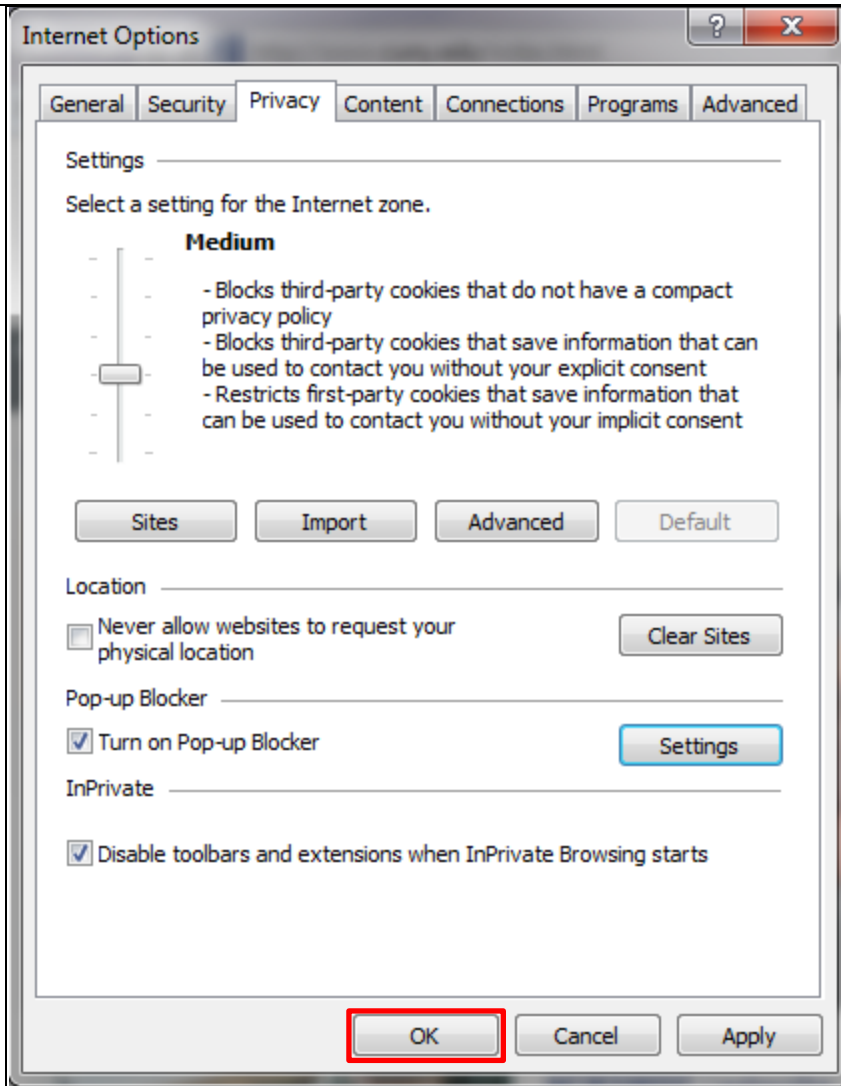 Internet Options
General Security Privacy Content Connections Programs Advanced
Settings
Select a setting for the Internet zone.
Medium
- Blocks third-party cookies that do not have a compact
privacy policy
- Blocks third-party cookies that save information that can
be used to contact you without your explicit consent
- Restricts first-party cookies that save information that
can be used to contact you without your implicit consent
Sites Import Advanced Default
Location
Never allow websites to request your
physical location
Clear Sites
Pop-up Blocker
Turn on Pop-up Blocker
Settings
InPrivate
Disable toolbars and extensions when InPrivate Browsing starts
OK Cancel Apply